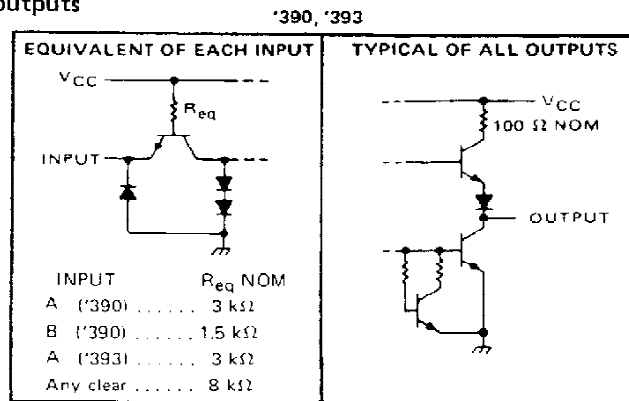 outputs
'390, '393
EQUIVALENT OF EACH INPUT
VCC
Req
INPUT
INPUT Req NOM
A ('390) ...... 3 kΩ
B ('390) ...... 1.5 kΩ
A ('393) ...... 3 kΩ
Any clear ...... 8 kΩ
TYPICAL OF ALL OUTPUTS
VCC
100 Ω NOM
OUTPUT